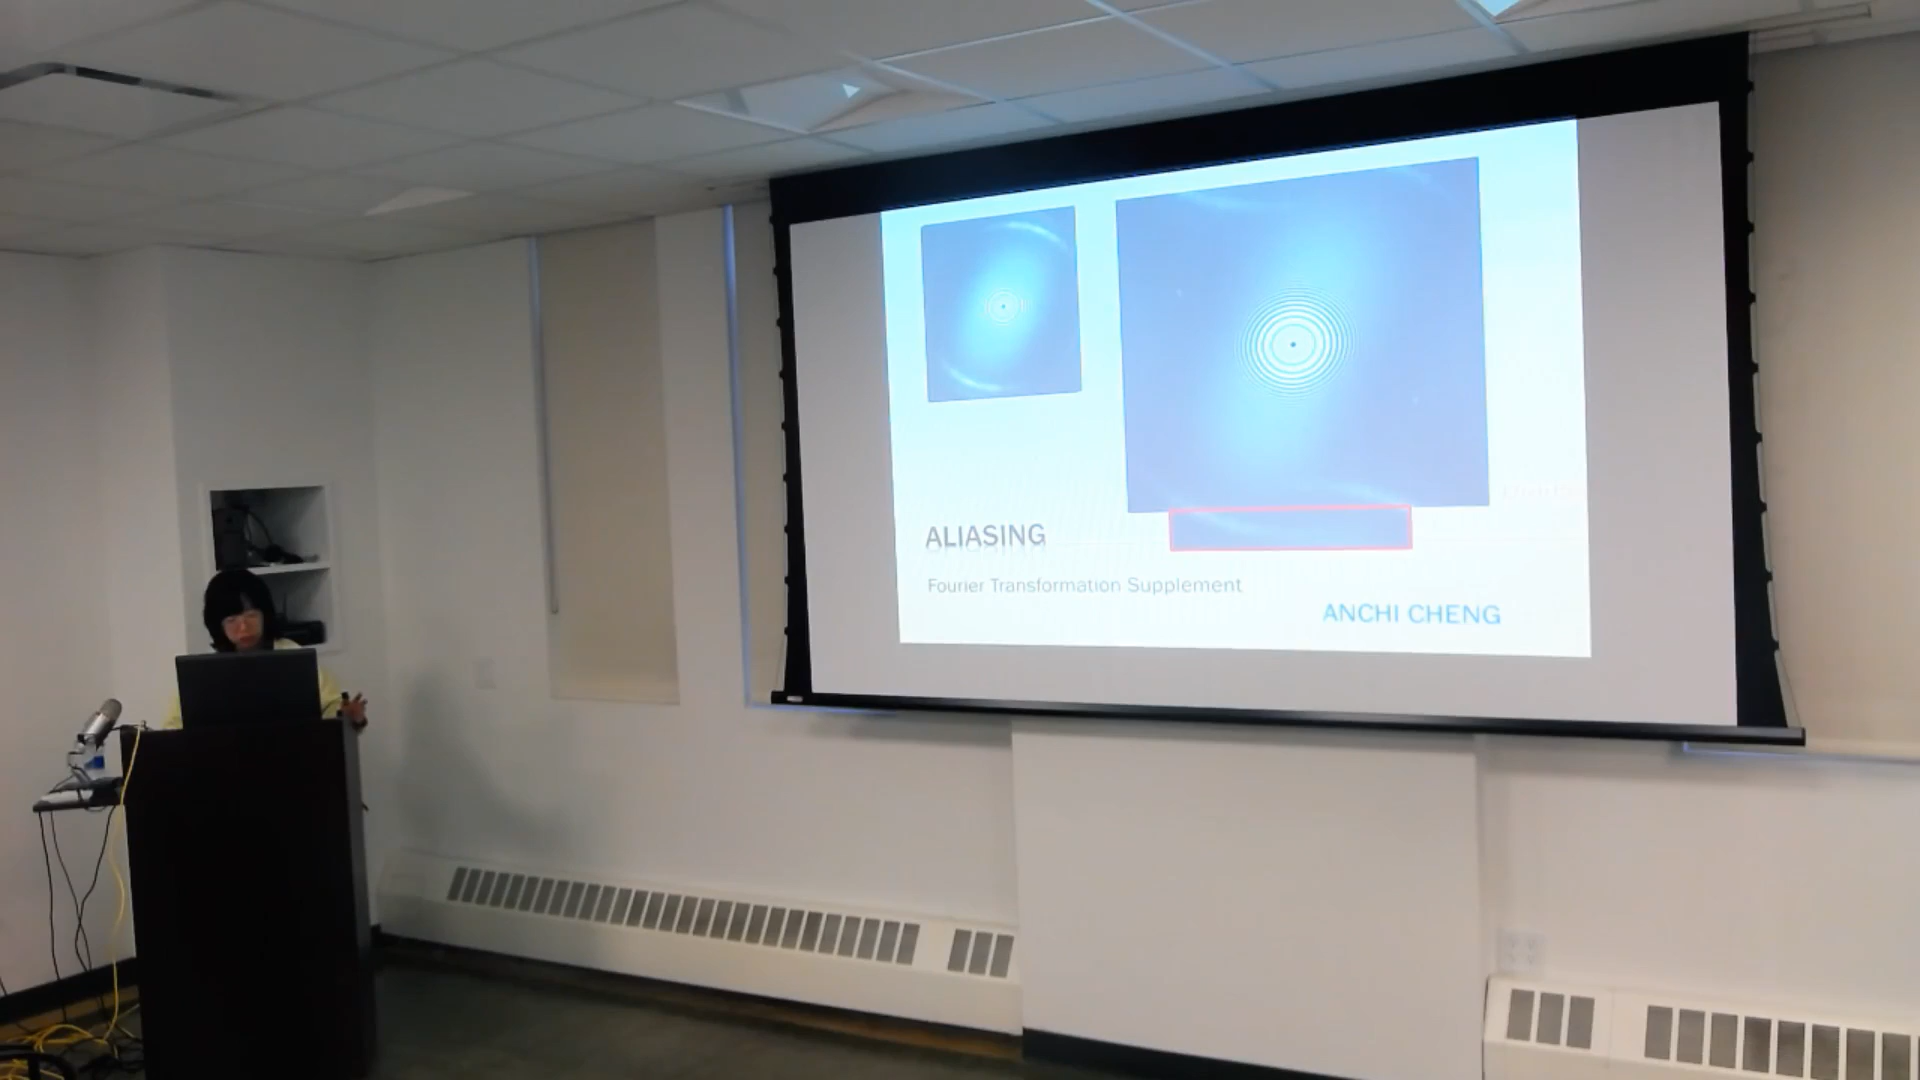 ALIASING
Fourier Transformation Supplement
ANCHI CHENG